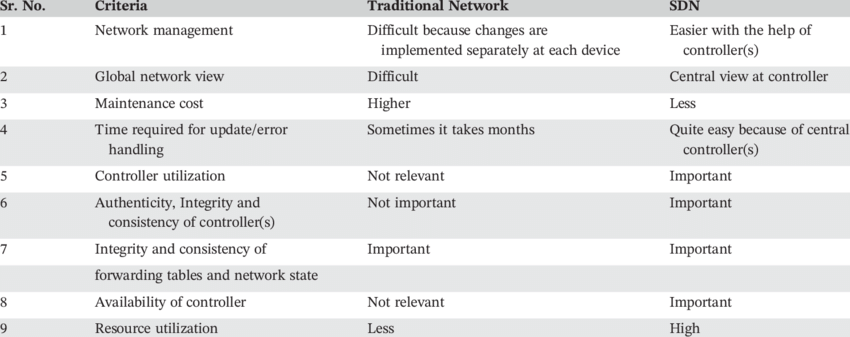 Sr. No. Criteria Traditional Network SDN
1 Network management Difficult because changes are Easier with the help of
implemented separately at each device controller(s)
2 Global network view Difficult Central view at controller
3 Maintenance cost Higher Less
4 Time required for update/error Sometimes it takes months Quite easy because of central
handling controller(s)
5 Controller utilization Not relevant Important
6 Authenticity, Integrity and Not important Important
consistency of controller(s)
7 Integrity and consistency of Important Important
forwarding tables and network state
8 Availability of controller Not relevant Important
9 Resource utilization Less High